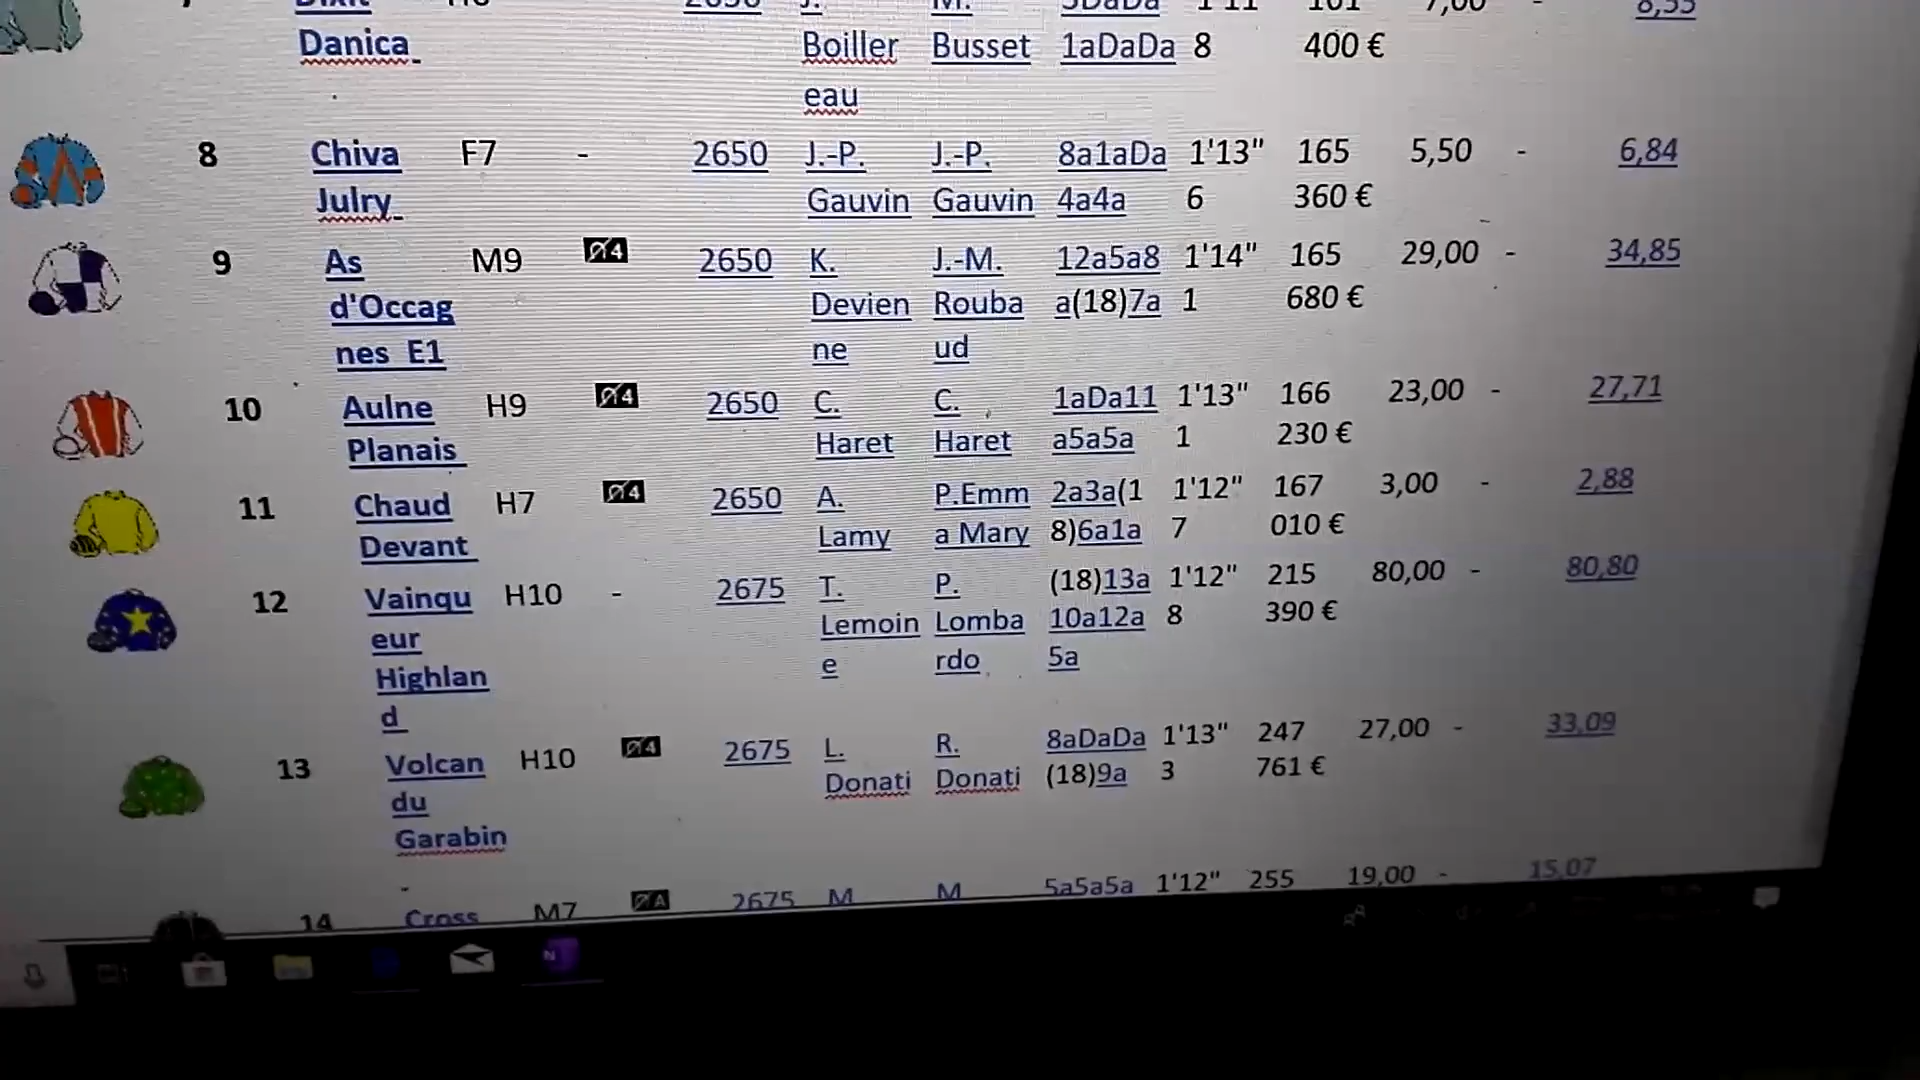 Danica
Boiller Busset 1aDaDa 8 400 €
eau
8 Chiva F7 - 2650 J.-P. J.-P. 8a1aDa 1'13" 165 5,50 - 6,84
Julry Gauvin Gauvin 4a4a 6 360 €
9 As M9 2650 K. J.-M. 12a5a8 1'14" 165 29,00 - 34,85
d'Occag Devien Rouba a(18)7a 1 680 €
nes E1 ne ud
10 Aulne H9 2650 C. C. 1aDa11 1'13" 166 23,00 - 27,71
Planais Haret Haret a5a5a 1 230 €
11 Chaud H7 2650 A. P.Emm 2a3a(1 1'12" 167 3,00 - 2,88
Devant Lamy a Mary 8)6a1a 7 010 €
12 Vainqu H10 - 2675 T. P. (18)13a 1'12" 215 80,00 - 80,80
eur Lemoin Lomba 10a12a 8 390 €
Highlan e rdo 5a
d
13 Volcan H10 2675 L. R. 8aDaDa 1'13" 247 27,00 - 33,09
du Donati Donati (18)9a 3 761 €
Garabin
14 Cross M7 2675 M M 5a5a5a 1'12" 255 19,00 - 15,07